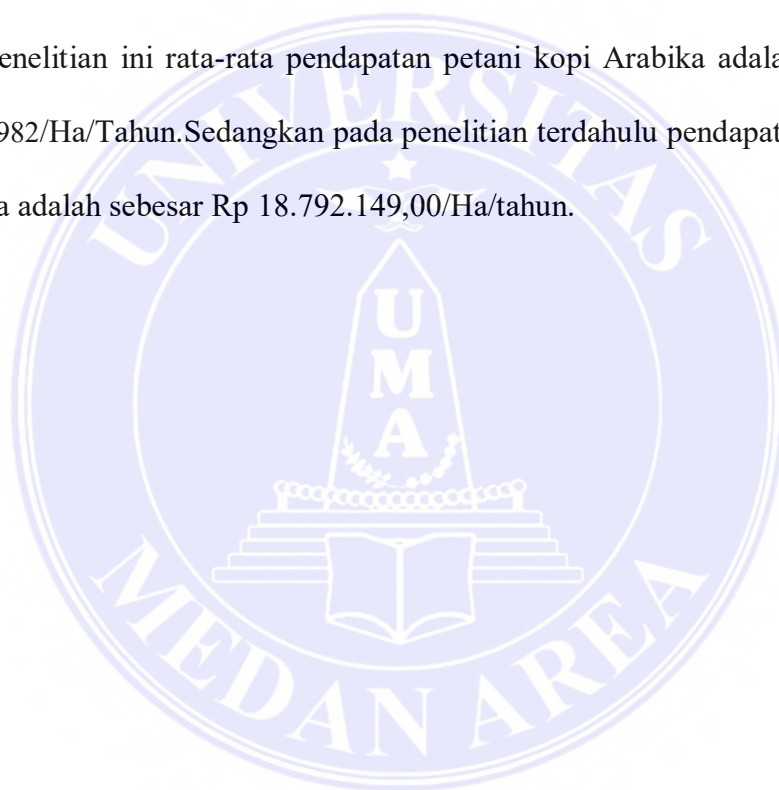 enelitian ini rata-rata pendapatan petani kopi Arabika adala
982/Ha/Tahun.Sedangkan pada penelitian terdahulu pendapat
a adalah sebesar Rp 18.792.149,00/Ha/tahun.
UNIVERSITAS
UMA
MEDAN AREA